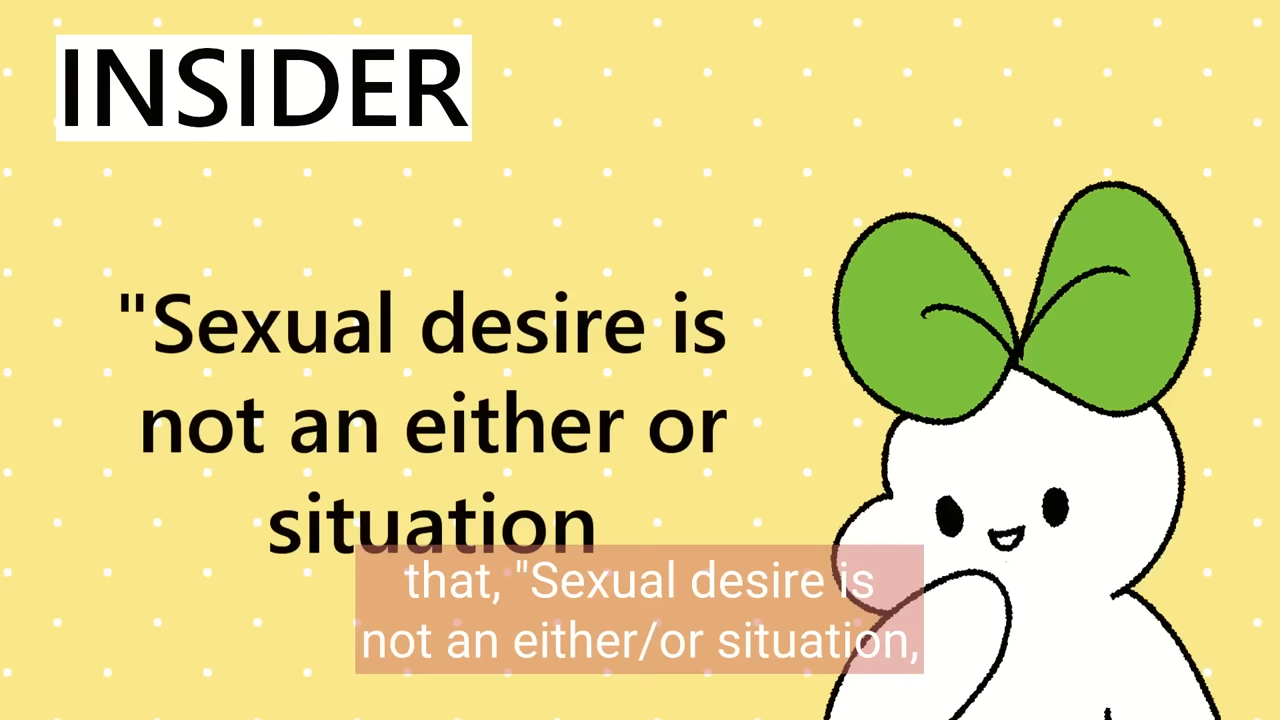 INSIDER
"Sexual desire is
not an either or
situation
that, "Sexual desire is
not an either/or situation,